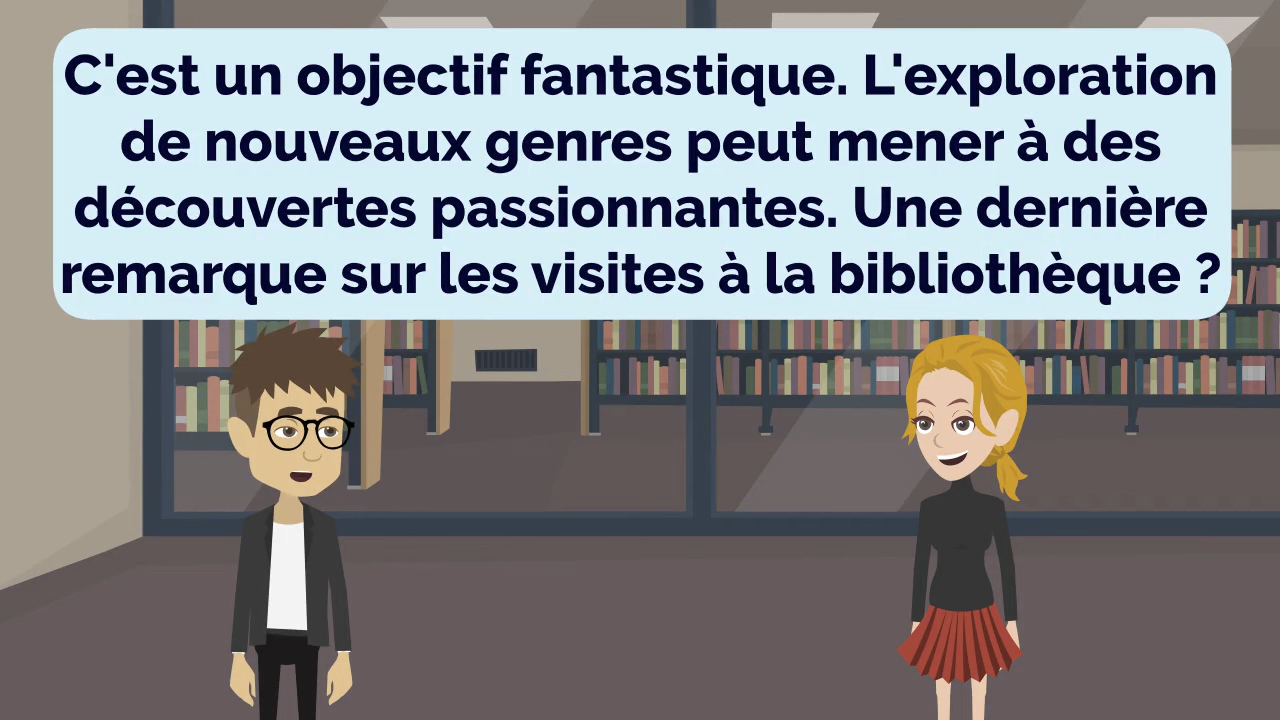 C'est un objectif fantastique. L'exploration
de nouveaux genres peut mener à des
découvertes passionnantes. Une dernière
remarque sur les visites à la bibliothèque ?